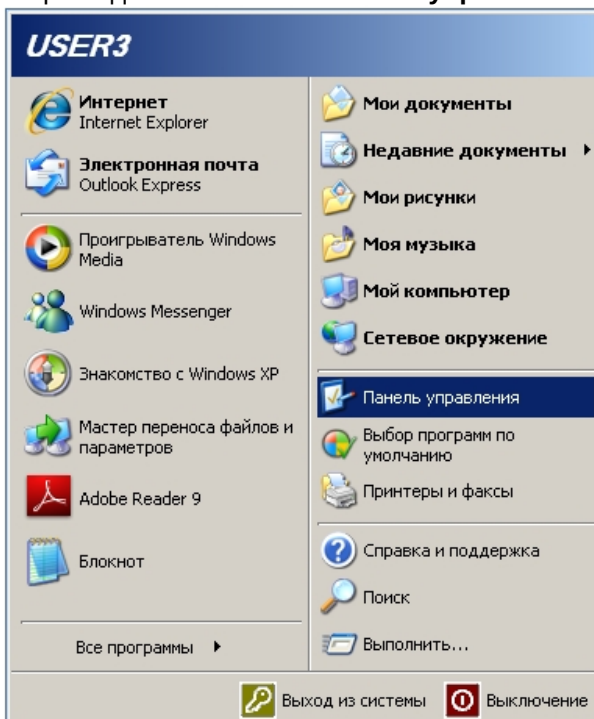 USER3
Интернет
Internet Explorer
Электронная почта
Outlook Express
Проигрыватель Windows
Media
Windows Messenger
Знакомство с Windows XP
Мастер переноса файлов и
параметров
Adobe Reader 9
Блокнот
Все программы
Мои документы
Недавние документы
Мои рисунки
Моя музыка
Мой компьютер
Сетевое окружение
Панель управления
Выбор программ по
умолчанию
Принтеры и факсы
Справка и поддержка
Поиск
Выполнить...
Выход из системы
Выключение